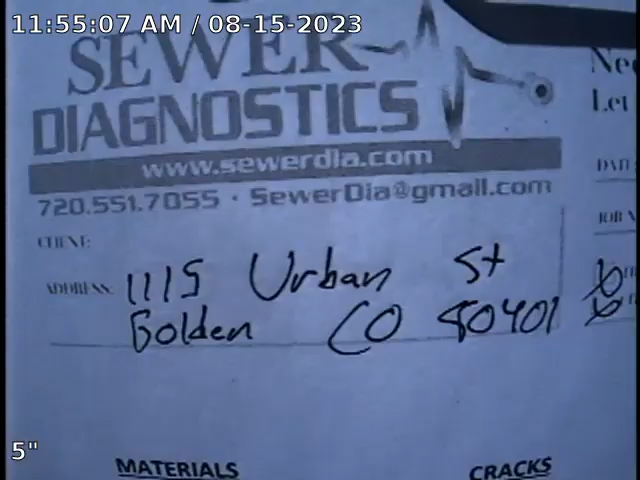 11:55:07 AM / 08-15-2023
SEWER
DIAGNOSTICS
www.sewerdia.com
720.551.7055 · SewerDia@gmail.com
CLIENT:
ADDRESS: 1115 Urban St
Golden CO 80401
Let
5"
MATERIALS
CRACKS